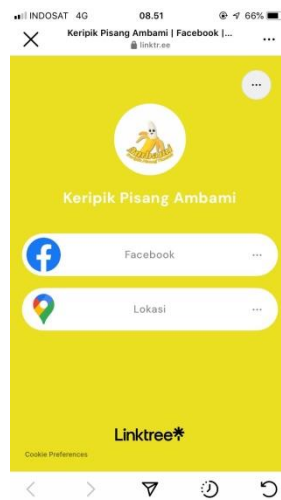 INDOSAT 4G 08.51 66%
Keripik Pisang Ambami | Facebook |...
linktr.ee
Ambami
Keripik Pisang Ambami
Facebook
Lokasi
Linktree
Cookie Preferences